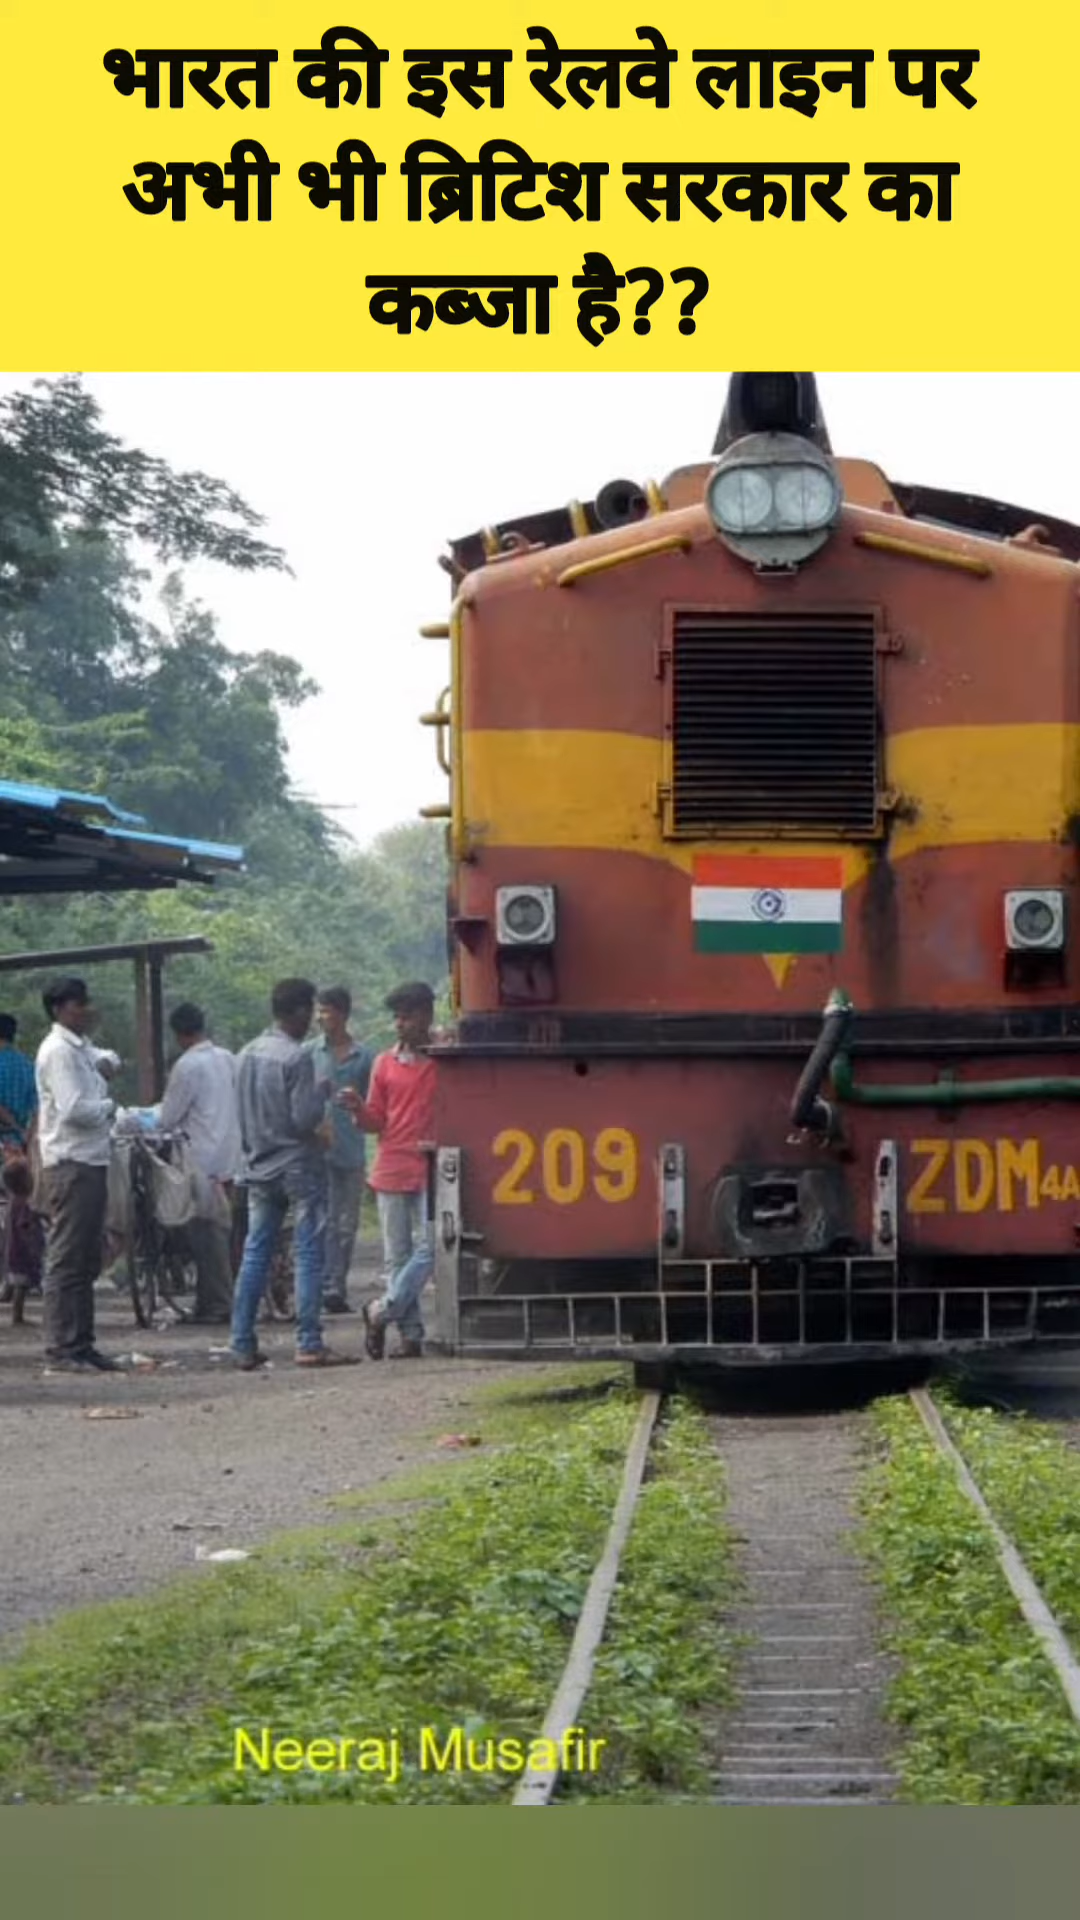 भारत की इस रेलवे लाइन पर
अभी भी ब्रिटिश सरकार का
कब्जा है??
209 ZDM4A
Neeraj Musafir